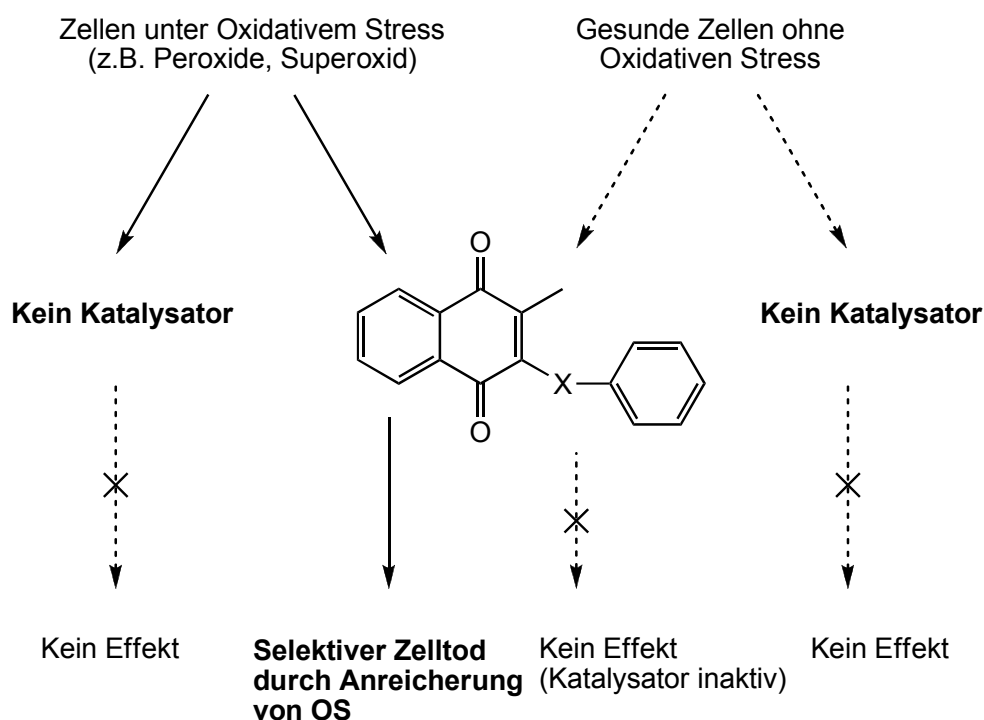 Zellen unter Oxidativem Stress
(z.B. Peroxide, Superoxid)
Gesunde Zellen ohne
Oxidativen Stress
O
Kein Katalysator
Kein Katalysator
X
O
Kein Effekt
Selektiver Zelltod
durch Anreicherung
von OS
Kein Effekt
(Katalysator inaktiv)
Kein Effekt